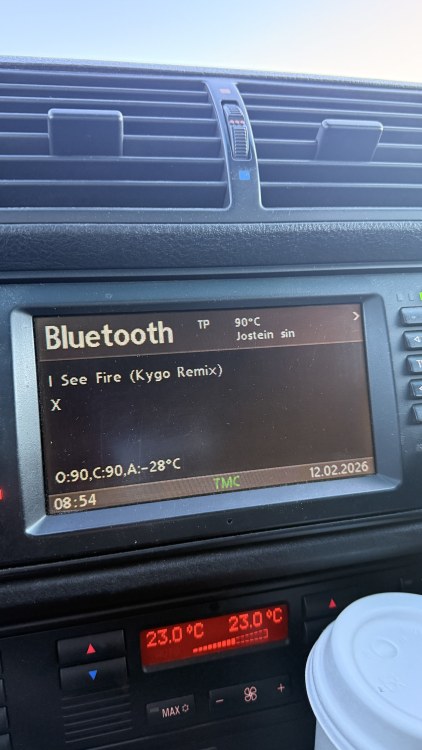 Bluetooth TP 90°C
Jostein sin
I See Fire (Kygo Remix)
X
O:90,C:90,A:-28°C
TMC
08:54 12.02.2026
23.0°C 23.0°C
MAX - +